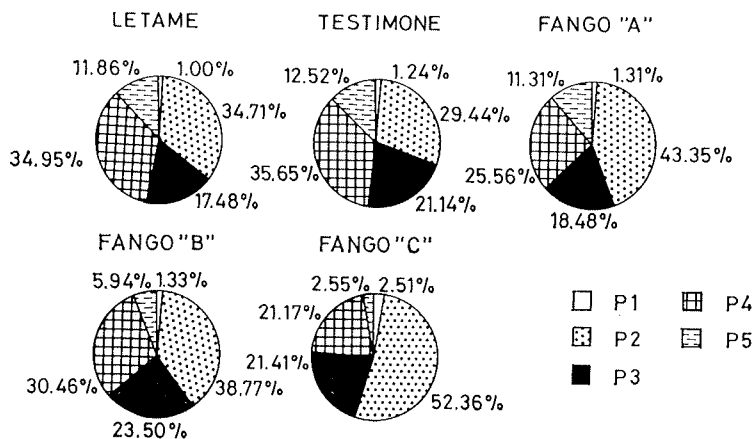 LETAME
11.86%
1.00%
34.71%
34.95%
17.48%
TESTIMONE
12.52%
1.24%
29.44%
35.65%
21.14%
FANGO "A"
11.31%
1.31%
43.35%
25.56%
18.48%
FANGO "B"
5.94%
1.33%
30.46%
38.77%
23.50%
FANGO "C"
2.55%
2.51%
21.17%
21.41%
52.36%
P1
P2
P3
P4
P5